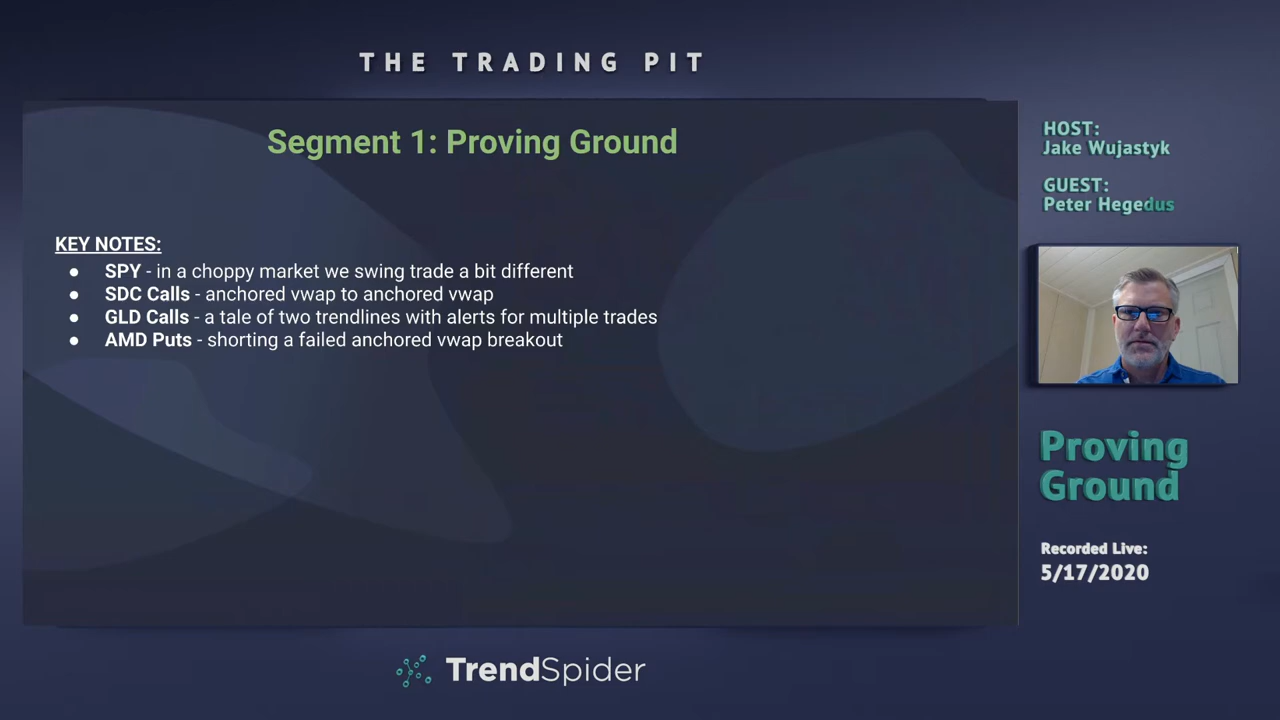 THE TRADING PIT
Segment 1: Proving Ground
KEY NOTES:
● SPY - in a choppy market we swing trade a bit different
● SDC Calls - anchored vwap to anchored vwap
● GLD Calls - a tale of two trendlines with alerts for multiple trades
● AMD Puts - shorting a failed anchored vwap breakout
HOST:
Jake Wujastyk
GUEST:
Peter Hegedus
Proving
Ground
Recorded Live:
5/17/2020
TrendSpider